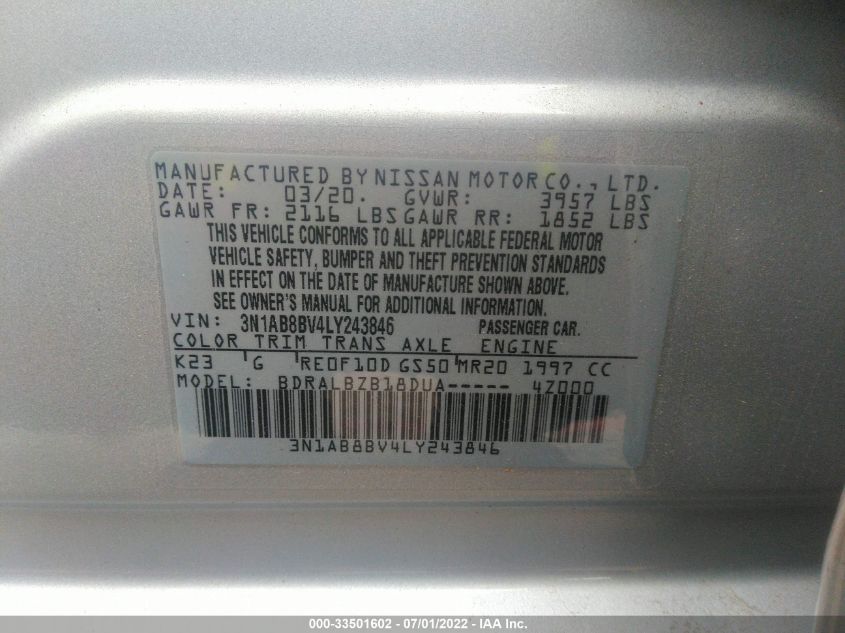 MANUFACTURED BY NISSAN MOTOR CO., LTD.
DATE: 03/20. GVWR: 3957 LBS
GAWR FR: 2116 LBS GAWR RR: 1852 LBS
THIS VEHICLE CONFORMS TO ALL APPLICABLE FEDERAL MOTOR
VEHICLE SAFETY, BUMPER AND THEFT PREVENTION STANDARDS
IN EFFECT ON THE DATE OF MANUFACTURE SHOWN ABOVE.
SEE OWNER'S MANUAL FOR ADDITIONAL INFORMATION.
VIN: 3N1AB8BV4LY243846 PASSENGER CAR.
COLOR TRIM TRANS AXLE ENGINE
K23 G RE0F10D GS50 MR20 1997 CC
MODEL: BDRALBZB18DUA----- 4Z000
3N1AB8BV4LY243846
000-33501602 - 07/01/2022 - IAA Inc.